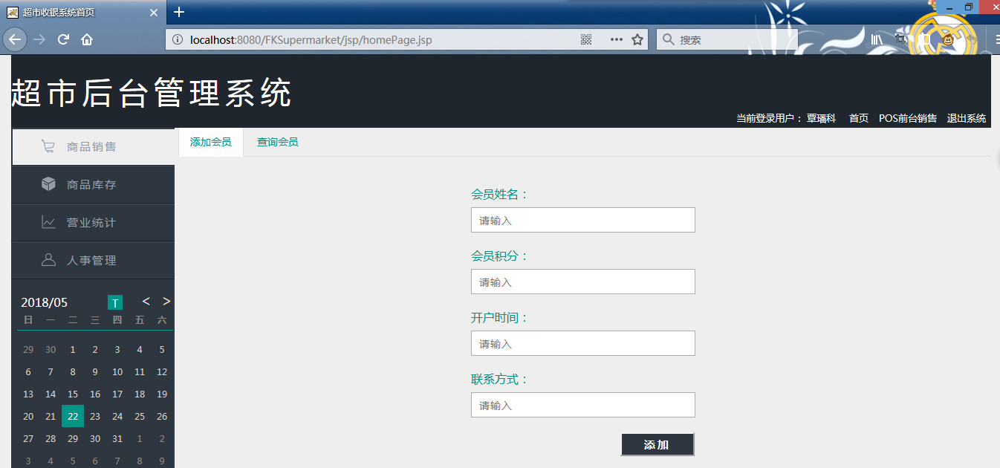 超市收银系统首页
localhost:8080/FKSupermarket/jsp/homePage.jsp
搜索
超市后台管理系统
当前登录用户： 覃璠科 首页 POS前台销售 退出系统
商品销售
商品库存
营业统计
人事管理
2018/05 T < >
日 一 二 三 四 五 六
29 30 1 2 3 4 5
6 7 8 9 10 11 12
13 14 15 16 17 18 19
20 21 22 23 24 25 26
27 28 29 30 31 1 2
3 4 5 6 7 8 9
添加会员 查询会员
会员姓名：
请输入
会员积分：
请输入
开户时间：
请输入
联系方式：
请输入
添加